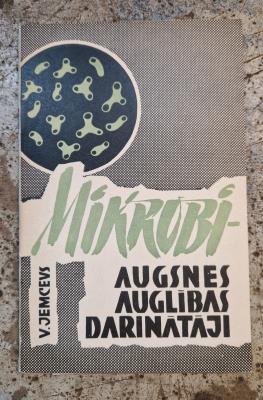 MIKROBI-
AUGSNES
AUGLĪBAS
DARINĀTĀJI
V. JEMCEVS